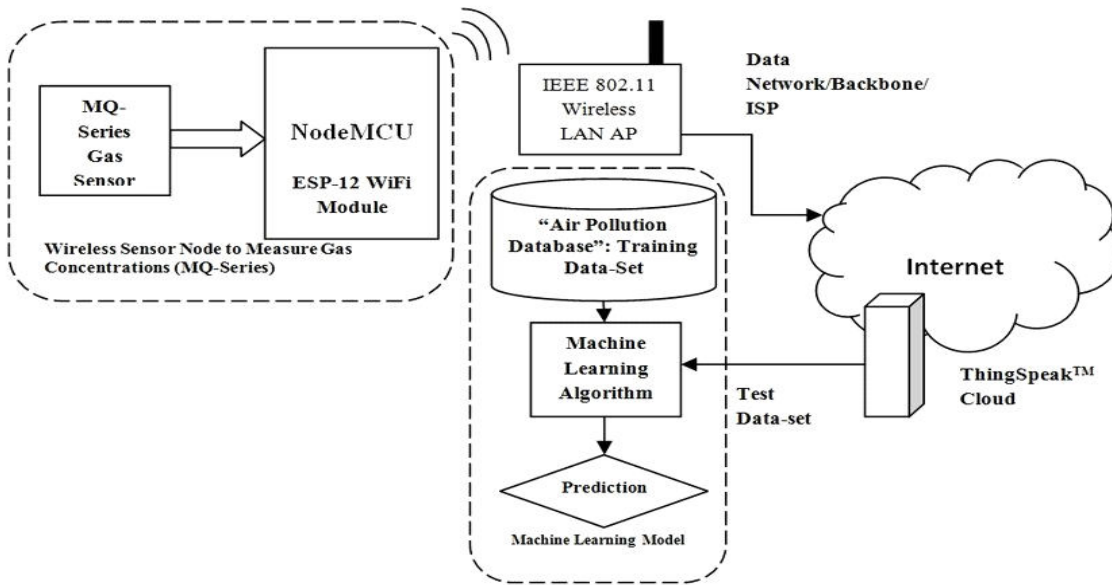 MQ-
Series
Gas
Sensor
NodeMCU
ESP-12 WiFi
Module
Wireless Sensor Node to Measure Gas
Concentrations (MQ-Series)
IEEE 802.11
Wireless
LAN AP
Data
Network/Backbone/
ISP
“Air Pollution
Database”: Training
Data-Set
Machine
Learning
Algorithm
Prediction
Machine Learning Model
Internet
ThingSpeak™
Cloud
Test
Data-set